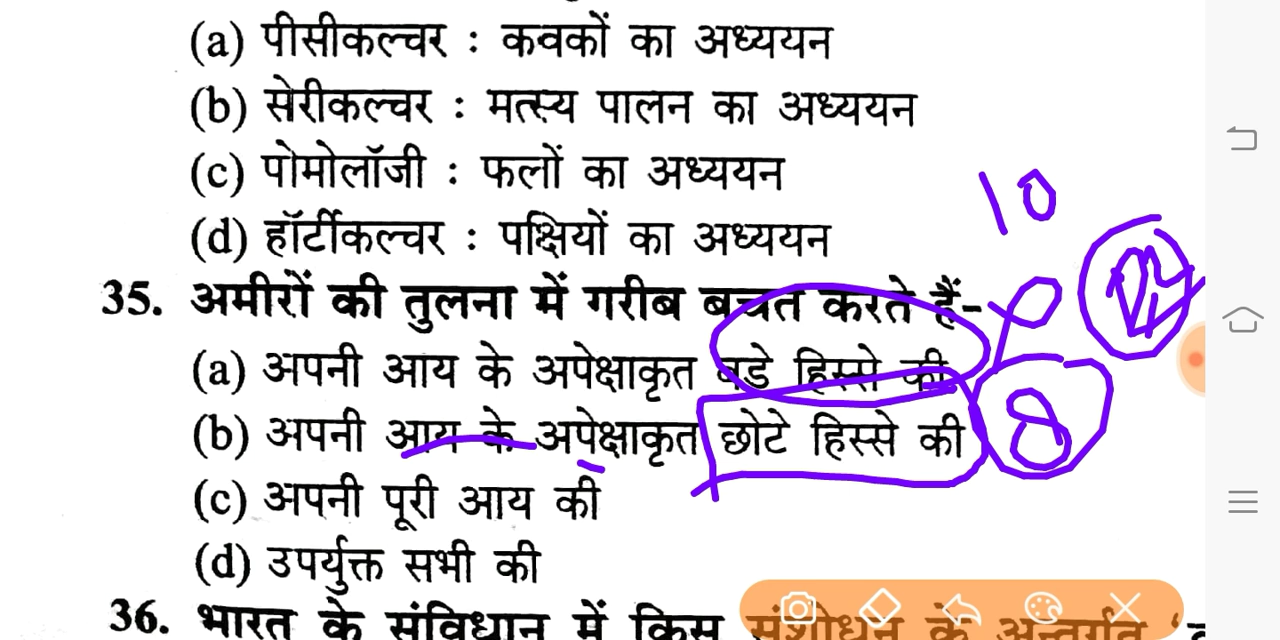 (a) पीसीकल्चर : कवकों का अध्ययन
(b) सेरीकल्चर : मत्स्य पालन का अध्ययन
(c) पोमोलॉजी : फलों का अध्ययन
(d) हॉर्टीकल्चर : पक्षियों का अध्ययन
10
35. अमीरों की तुलना में गरीब बचत करते हैं-
(a) अपनी आय के अपेक्षाकृत बडे हिस्से की
(b) अपनी आय के अपेक्षाकृत छोटे हिस्से की
8
(c) अपनी पूरी आय की
(d) उपर्युक्त सभी की
36. भारत के संविधान में किस संशोधन के अन्तर्गत